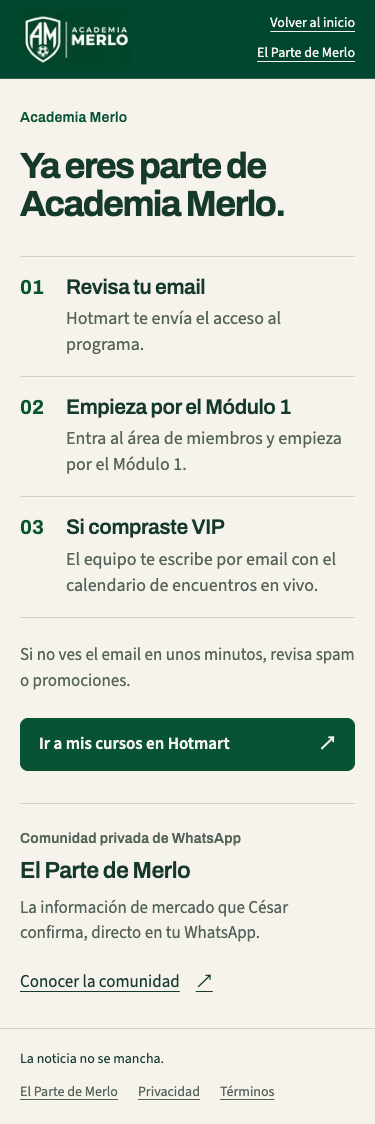 AM ACADEMIA
MERLO
Volver al inicio
El Parte de Merlo
Academia Merlo
Ya eres parte de
Academia Merlo.
01 Revisa tu email
Hotmart te envía el acceso al
programa.
02 Empieza por el Módulo 1
Entra al área de miembros y empieza
por el Módulo 1.
03 Si compraste VIP
El equipo te escribe por email con el
calendario de encuentros en vivo.
Si no ves el email en unos minutos, revisa spam
o promociones.
Ir a mis cursos en Hotmart ↗
Comunidad privada de WhatsApp
El Parte de Merlo
La información de mercado que César
confirma, directo en tu WhatsApp.
Conocer la comunidad ↗
La noticia no se mancha.
El Parte de Merlo Privacidad Términos